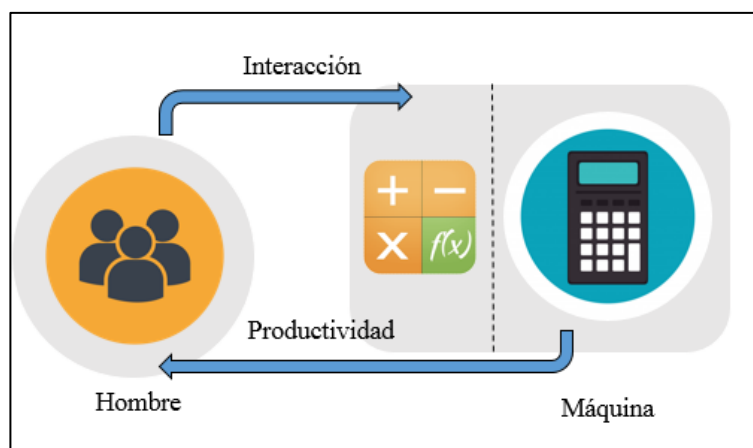 Interacción
+ −
x f(x)
Productividad
Hombre
Máquina